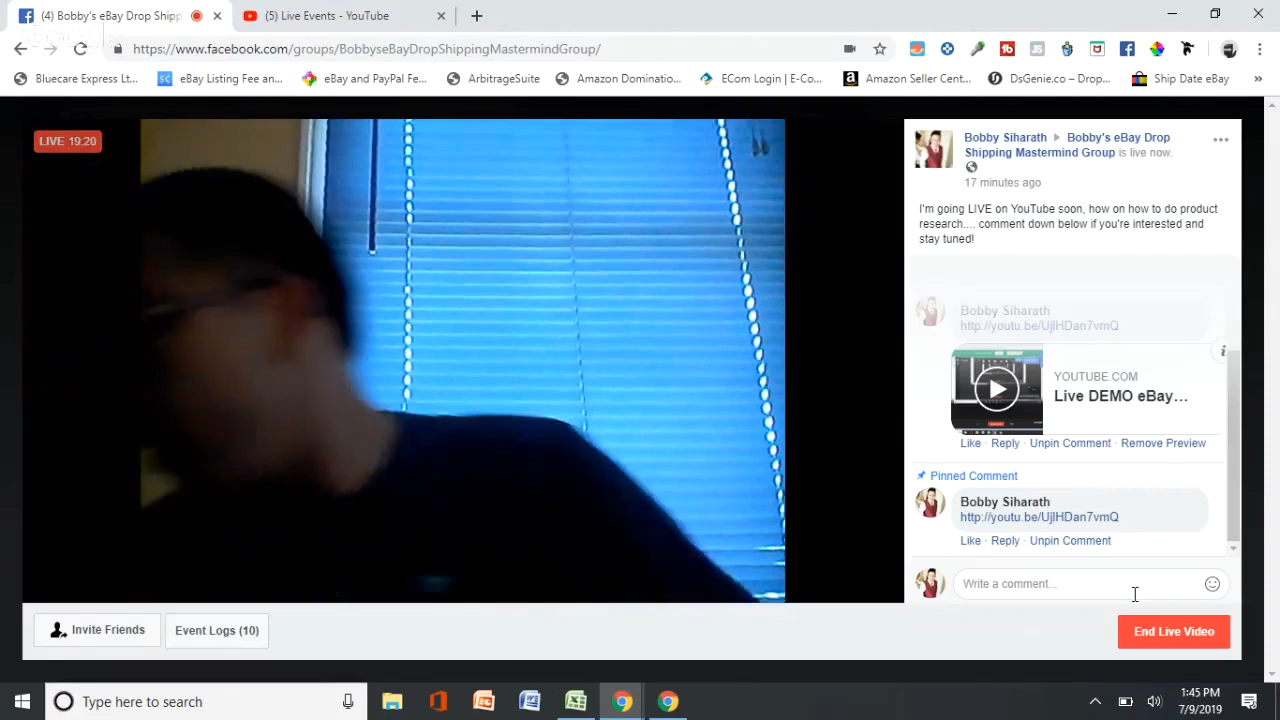 (4) Bobby's eBay Drop Shipp
(5) Live Events - YouTube
https://www.facebook.com/groups/BobbyseBayDropShippingMastermindGroup/
Bluecare Express Lt...
eBay Listing Fee an...
eBay and PayPal Fe...
ArbitrageSuite
Amazon Dominatio...
ECom Login | E-Co...
Amazon Seller Cent...
DsGenie.co – Drop...
Ship Date eBay
»
LIVE 19:20
Bobby Siharath ▸ Bobby's eBay Drop
Shipping Mastermind Group is live now.
17 minutes ago
I'm going LIVE on YouTube soon, how on how to do product
research.... comment down below if you're interested and
stay tuned!
Bobby Siharath
http://youtu.be/UjIHDan7vmQ
YOUTUBE.COM
Live DEMO eBay...
Like · Reply · Unpin Comment · Remove Preview
Pinned Comment
Bobby Siharath
http://youtu.be/UjIHDan7vmQ
Like · Reply · Unpin Comment
Write a comment...
Invite Friends
Event Logs (10)
End Live Video
Type here to search
1:45 PM
7/9/2019